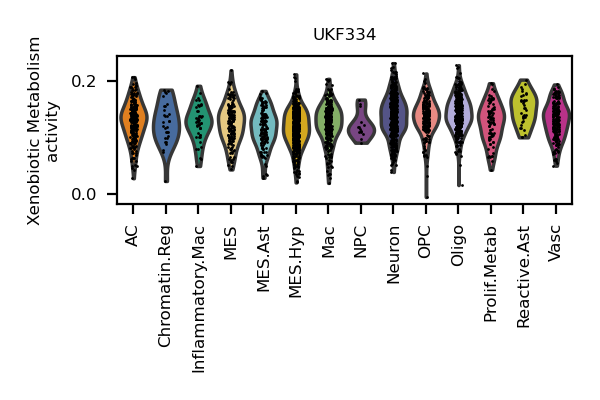 UKF334
Xenobiotic Metabolism
activity
0.2
0.0
AC
Chromatin.Reg
Inflammatory.Mac
MES
MES.Ast
MES.Hyp
Mac
NPC
Neuron
OPC
Oligo
Prolif.Metab
Reactive.Ast
Vasc